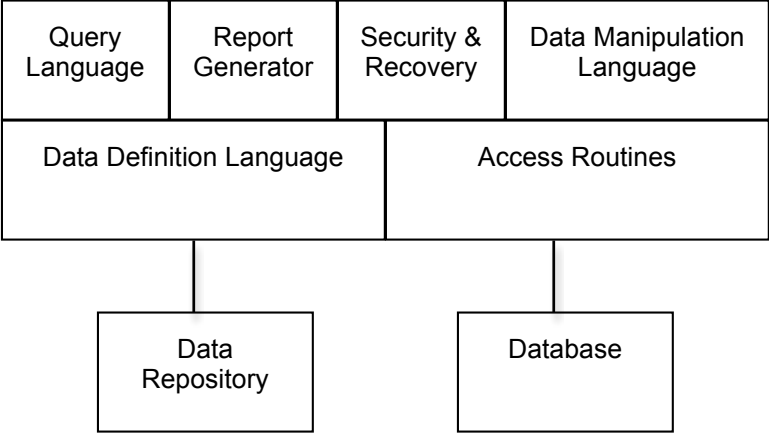 Query
Language
Report
Generator
Security &
Recovery
Data Manipulation
Language
Data Definition Language
Access Routines
Data
Repository
Database